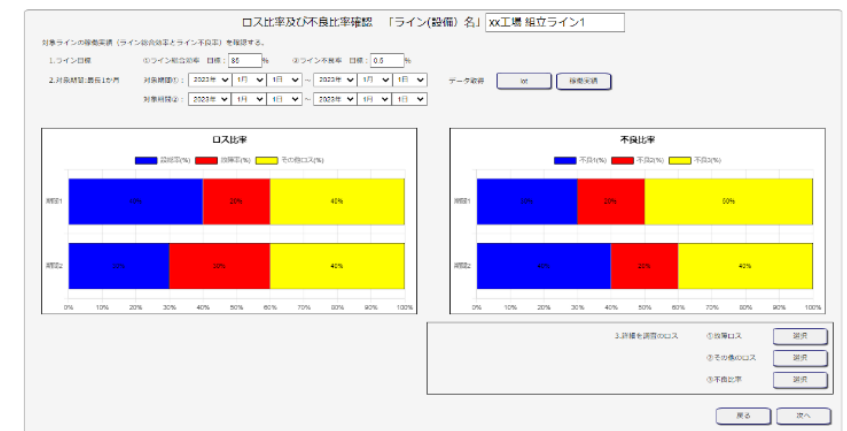 ロス比率及び不良比率確認 「ライン(設備）名」 xx工場 組立ライン1
対象ラインの稼働実績（ライン総合効率とライン不良率）を確認する。
1.ライン目標 ①ライン総合効率 目標： 85 % ②ライン不良率 目標： 0.5 %
2.対象期間:最長1か月 対象期間①： 2023年 1月 1日 ～ 2023年 1月 1日 データ取得 Iot 稼働実績
対象期間②： 2023年 1月 1日 ～ 2023年 1月 1日
ロス比率
故障率(%) その他ロス(%)
期間1 40% 20% 40%
期間2 30% 30% 40%
0% 10% 20% 30% 40% 50% 60% 70% 80% 90% 100%
不良比率
不良1(%) 不良2(%) 不良3(%)
期間1 30% 20% 50%
期間2 40% 20% 40%
0% 10% 20% 30% 40% 50% 60% 70% 80% 90% 100%
3.詳細を調査のロス ①故障ロス 選択
②その他のロス 選択
③不良比率 選択
戻る 次へ